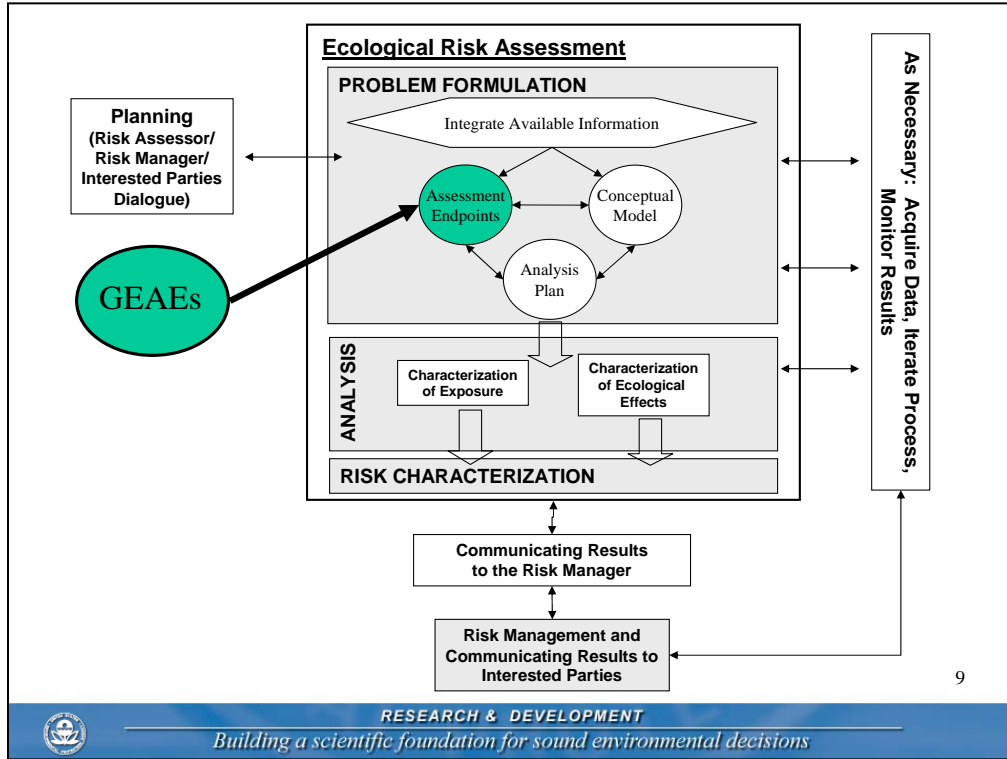 Ecological Risk Assessment
PROBLEM FORMULATION
Integrate Available Information
Planning
(Risk Assessor/
Risk Manager/
Interested Parties
Dialogue)
Assessment
Endpoints
Conceptual
Model
Analysis
Plan
GEAEs
ANALYSIS
Characterization
of Exposure
Characterization
of Ecological
Effects
RISK CHARACTERIZATION
As Necessary: Acquire Data, Iterate Process,
Monitor Results
Communicating Results
to the Risk Manager
Risk Management and
Communicating Results to
Interested Parties
9
RESEARCH & DEVELOPMENT
Building a scientific foundation for sound environmental decisions